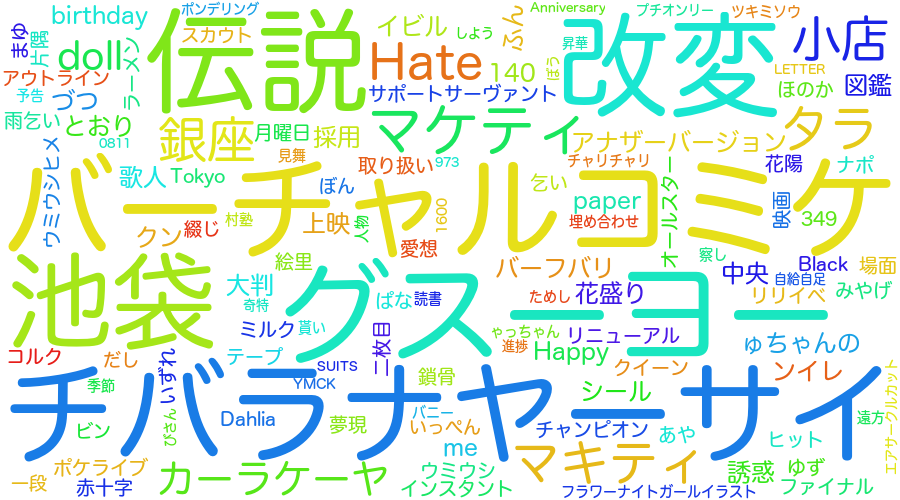 ポンデリング
Anniversary
プチオンリー
ツキミソウ
birthday
スカウト
イビル
しよう
ふん
昇華
小店
まゆ
片隅
doll
伝説
Hate
改変
LETTER
アウトライン
ラーメン
140
ぼう
ほのか
図鑑
予告
づつ
サポートサーヴァント
雨乞い
とおり
銀座
月曜日
採用
マケティ
アナザーバージョン
タラ
0811
見舞
取り扱い
973
チャリチャリ
花陽
ナポ
ウミウシヒメ
歌人
Tokyo
ぼん
乞い
オールスター
バーチャルコミケ
村塾
綴じ
クン
上映
人物
1600
paper
埋め合わせ
映画
349
愛想
察し
絵里
バーフバリ
中央
Black
場面
池袋
大判
奇特
グスーヨー
ぱな
読書
ためし
花盛り
自給自足
リリイベ
みやげ
ミルク
貰い
二枚目
ゃっちゃん
進捗
リニューアル
ゅちゃんの
コルク
だし
いずれ
テープ
SUITS
鎖骨
Happy
クイーン
ンイレ
チバラナヤーサイ
季節
YMCK
シール
遠方
エアサークルカット
ビン
びさん
Dahlia
夢現
バニー
いっぺん
チャンピオン
あや
ヒット
me
マキティ
一段
ポケライブ
カーラケーヤ
ウミウシ
誘惑
ゆず
赤十字
インスタント
フラワーナイトガールイラスト
ファイナル